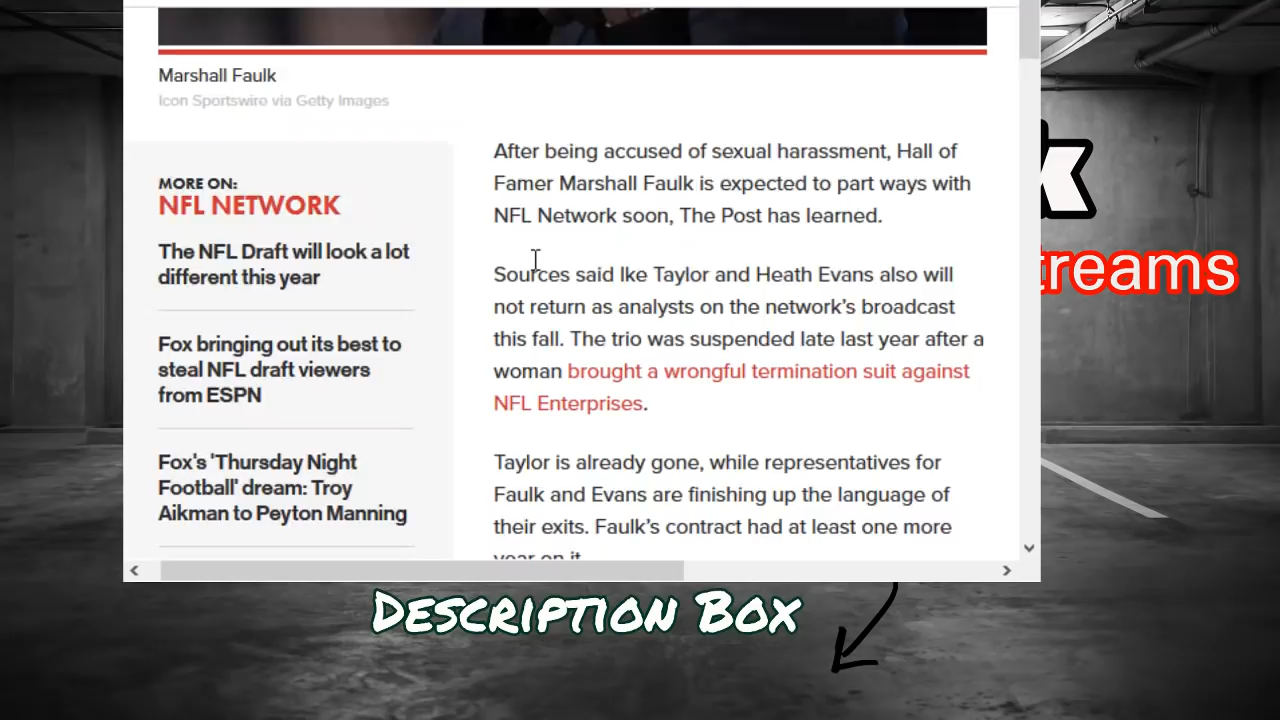 Marshall Faulk
Icon Sportswire via Getty Images
MORE ON:
NFL NETWORK
The NFL Draft will look a lot
different this year
Fox bringing out its best to
steal NFL draft viewers
from ESPN
Fox's 'Thursday Night
Football' dream: Troy
Aikman to Peyton Manning
After being accused of sexual harassment, Hall of
Famer Marshall Faulk is expected to part ways with
NFL Network soon, The Post has learned.
Sources said Ike Taylor and Heath Evans also will
not return as analysts on the network’s broadcast
this fall. The trio was suspended late last year after a
woman brought a wrongful termination suit against
NFL Enterprises.
Taylor is already gone, while representatives for
Faulk and Evans are finishing up the language of
their exits. Faulk’s contract had at least one more
year on it.
k
treams
Description Box